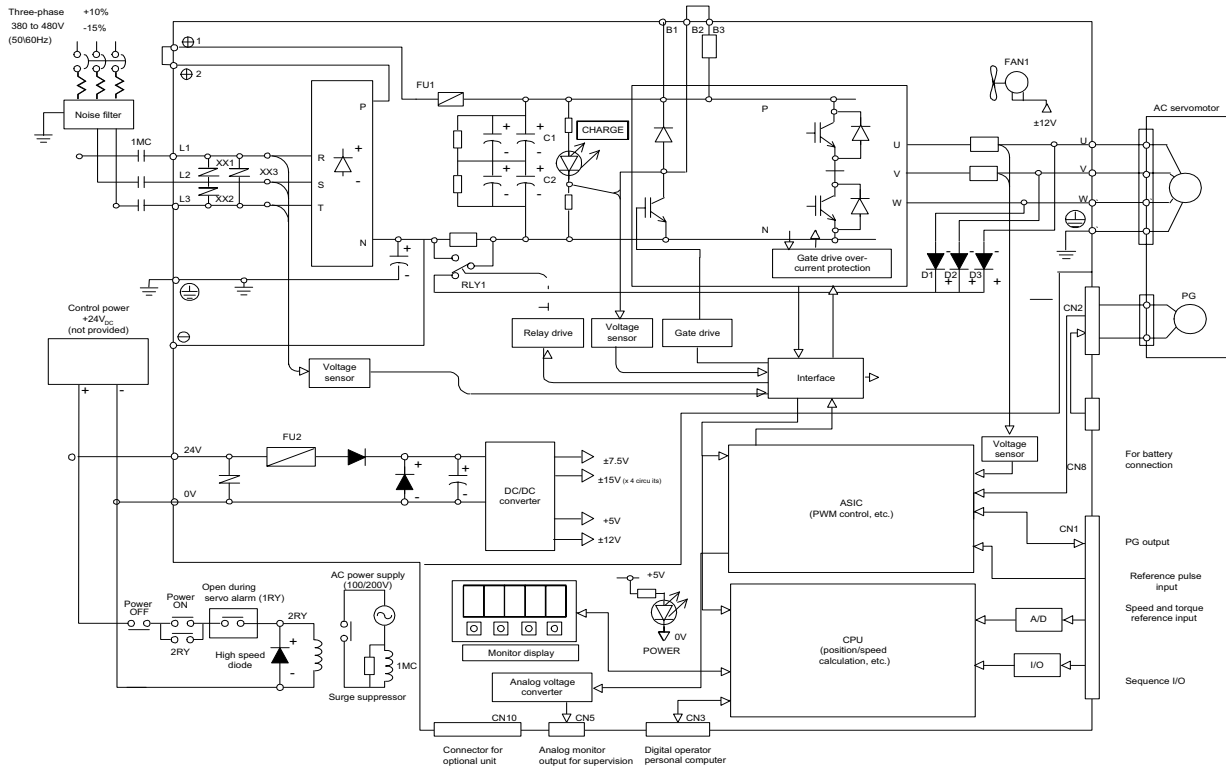 Three-phase +10%
380 to 480V -15%
(50\60Hz)
Noise filter
1MC
L1
L2
L3
XX1
XX2
XX3
1
2
P
R
S
T
N
+
-
FU1
C1
C2
+
-
+
-
+
-
+
-
CHARGE
B1
B2
B3
P
N
U
V
W
Gate drive over-
current protection
FAN1
±12V
AC servomotor
U
V
W
D1
D2
D3
-
-
-
+
+
+
+
-
RLY1
CN2
PG
Control power
+24VDC
(not provided)
+
-
Relay drive
Voltage
sensor
Gate drive
Voltage
sensor
Interface
24V
0V
FU2
+
-
+
-
DC/DC
converter
±7.5V
±15V (x 4 circu its)
+5V
±12V
ASIC
(PWM control, etc.)
Voltage
sensor
CN8
For battery
connection
CN1
PG output
Reference pulse
input
Speed and torque
reference input
A/D
I/O
Sequence I/O
CPU
(position/speed
calculation, etc.)
Power
OFF
Power
ON
2RY
Open during
servo alarm (1RY)
2RY
High speed
diode
+
-
AC power supply
(100/200V)
1MC
Surge suppressor
Monitor display
+5V
0V
POWER
Analog voltage
converter
CN10
CN5
CN3
Connector for
optional unit
Analog monitor
output for supervision
Digital operator
personal computer